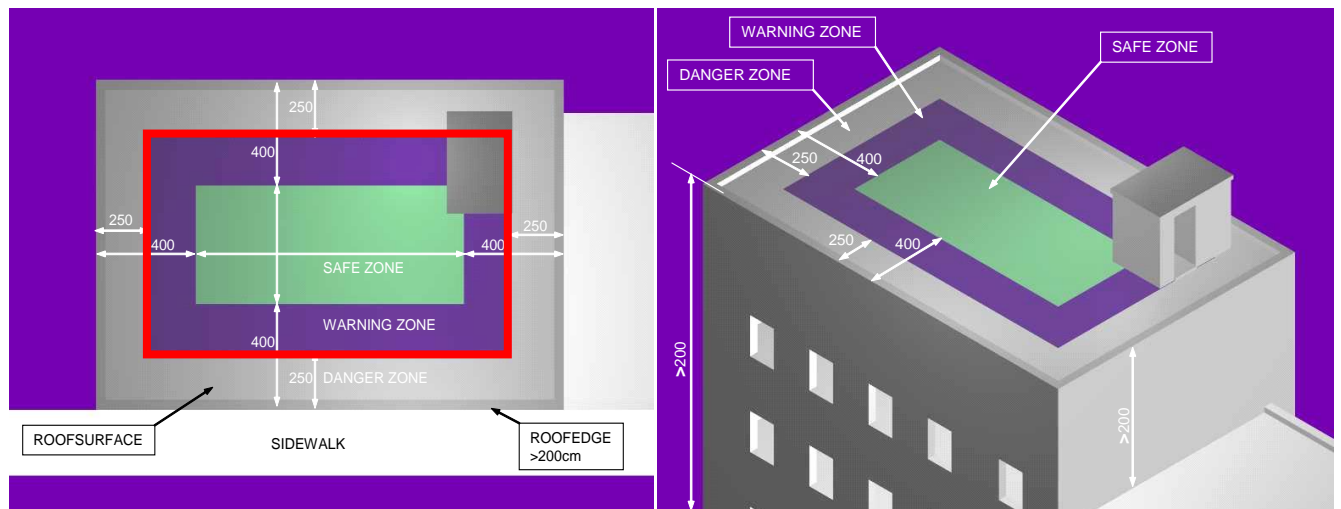 250
400
250
400
400
250
SAFE ZONE
WARNING ZONE
400
250
DANGER ZONE
ROOFSURFACE
SIDEWALK
ROOFEDGE
>200cm
WARNING ZONE
SAFE ZONE
DANGER ZONE
250
400
250
400
>200
>200